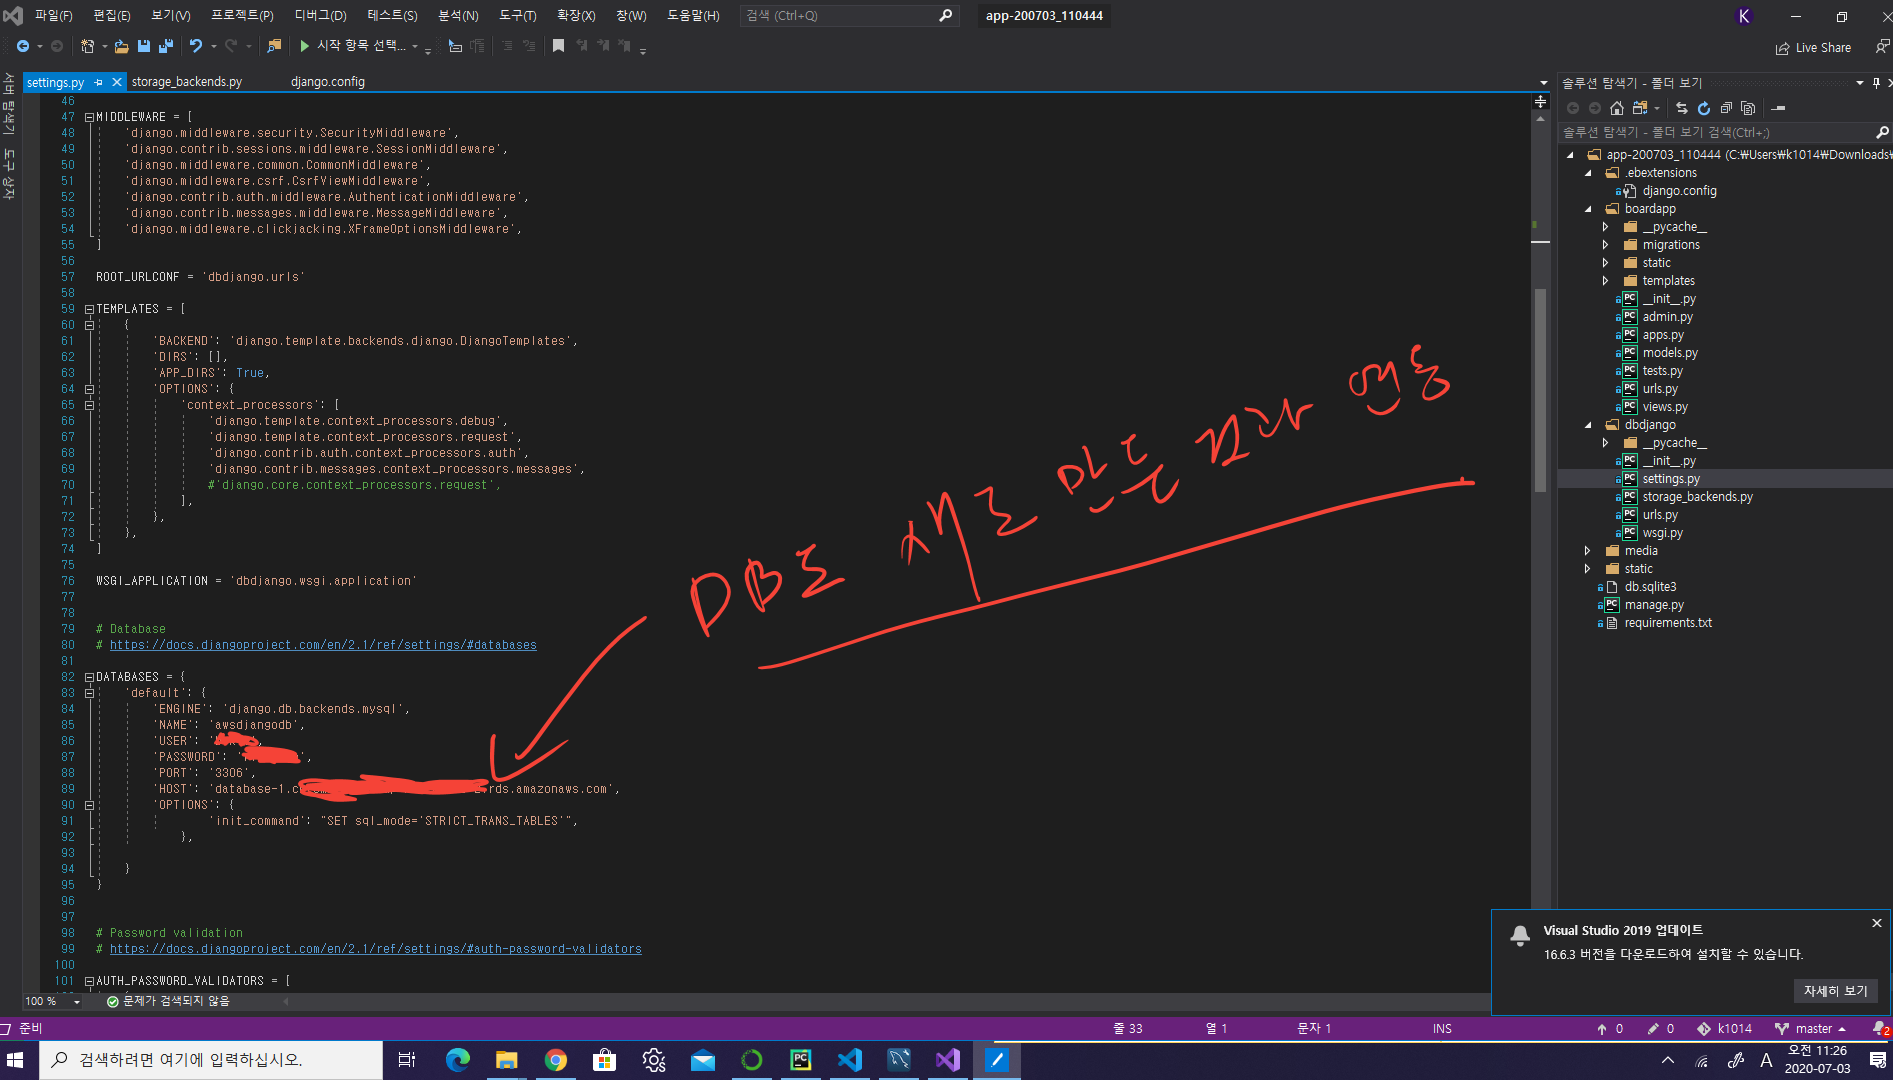 파일(F) 편집(E) 보기(V) 프로젝트(P) 디버그(D) 테스트(S) 분석(N) 도구(T) 확장(X) 창(W) 도움말(H) 검색 (Ctrl+Q) app-200703_110444 K
시작 항목 선택... Live Share
서버 탐색기 도구 상자
settings.py storage_backends.py django.config
46
47 MIDDLEWARE = [
48 'django.middleware.security.SecurityMiddleware',
49 'django.contrib.sessions.middleware.SessionMiddleware',
50 'django.middleware.common.CommonMiddleware',
51 'django.middleware.csrf.CsrfViewMiddleware',
52 'django.contrib.auth.middleware.AuthenticationMiddleware',
53 'django.contrib.messages.middleware.MessageMiddleware',
54 'django.middleware.clickjacking.XFrameOptionsMiddleware',
55 ]
56
57 ROOT_URLCONF = 'dbdjango.urls'
58
59 TEMPLATES = [
60 {
61 'BACKEND': 'django.template.backends.django.DjangoTemplates',
62 'DIRS': [],
63 'APP_DIRS': True,
64 'OPTIONS': {
65 'context_processors': [
66 'django.template.context_processors.debug',
67 'django.template.context_processors.request',
68 'django.contrib.auth.context_processors.auth',
69 'django.contrib.messages.context_processors.messages',
70 #'django.core.context_processors.request',
71 ],
72 },
73 },
74 ]
75
76 WSGI_APPLICATION = 'dbdjango.wsgi.application'
77
78
79 # Database
80 # https://docs.djangoproject.com/en/2.1/ref/settings/#databases
81
82 DATABASES = {
83 'default': {
84 'ENGINE': 'django.db.backends.mysql',
85 'NAME': 'awsdjangodb',
86 'USER': '
87 'PASSWORD': ' ',
88 'PORT': '3306',
89 'HOST': 'database-1.c rds.amazonaws.com',
90 'OPTIONS': {
91 'init_command': "SET sql_mode='STRICT_TRANS_TABLES'",
92 },
93
94 }
95 }
96
97
98 # Password validation
99 # https://docs.djangoproject.com/en/2.1/ref/settings/#auth-password-validators
100
101 AUTH_PASSWORD_VALIDATORS = [
DB도 새로 만든 것과 연동
솔루션 탐색기 - 폴더 보기
솔루션 탐색기 - 폴더 보기 검색(Ctrl+;)
app-200703_110444 (C:₩Users₩k1014₩Downloads₩
.ebextensions
django.config
boardapp
__pycache__
migrations
static
templates
__init__.py
admin.py
apps.py
models.py
tests.py
urls.py
views.py
dbdjango
__pycache__
__init__.py
settings.py
storage_backends.py
urls.py
wsgi.py
media
static
db.sqlite3
manage.py
requirements.txt
Visual Studio 2019 업데이트
16.6.3 버전을 다운로드하여 설치할 수 있습니다.
자세히 보기
100 % 문제가 검색되지 않음
준비 줄 33 열 1 문자 1 INS 0 0 k1014 master 2
검색하려면 여기에 입력하십시오. A 오전 11:26
2020-07-03